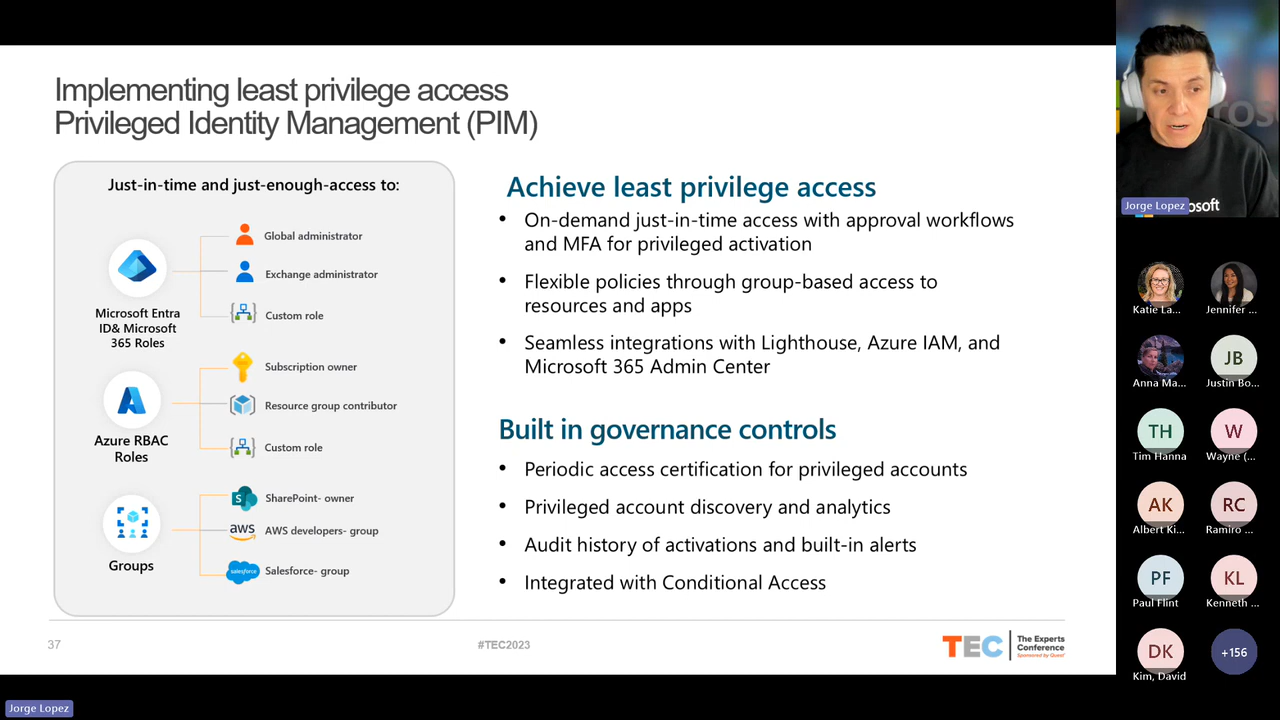 Implementing least privilege access
Privileged Identity Management (PIM)
Just-in-time and just-enough-access to:
Microsoft Entra
ID& Microsoft
365 Roles
Global administrator
Exchange administrator
Custom role
Azure RBAC
Roles
Subscription owner
Resource group contributor
Custom role
Groups
S
SharePoint- owner
aws
AWS developers- group
salesforce
Salesforce- group
Achieve least privilege access
• On-demand just-in-time access with approval workflows
and MFA for privileged activation
• Flexible policies through group-based access to
resources and apps
• Seamless integrations with Lighthouse, Azure IAM, and
Microsoft 365 Admin Center
Built in governance controls
• Periodic access certification for privileged accounts
• Privileged account discovery and analytics
• Audit history of activations and built-in alerts
• Integrated with Conditional Access
37
#TEC2023
TEC
The Experts
Conference
Sponsored by Quest
Jorge Lopez
Katie La...
Jennifer ...
Anna Ma...
JB
Justin Bo...
TH
Tim Hanna
W
Wayne (...
AK
Albert Ki...
RC
Ramiro ...
PF
Paul Flint
KL
Kenneth ...
DK
Kim, David
+156
Jorge Lopez